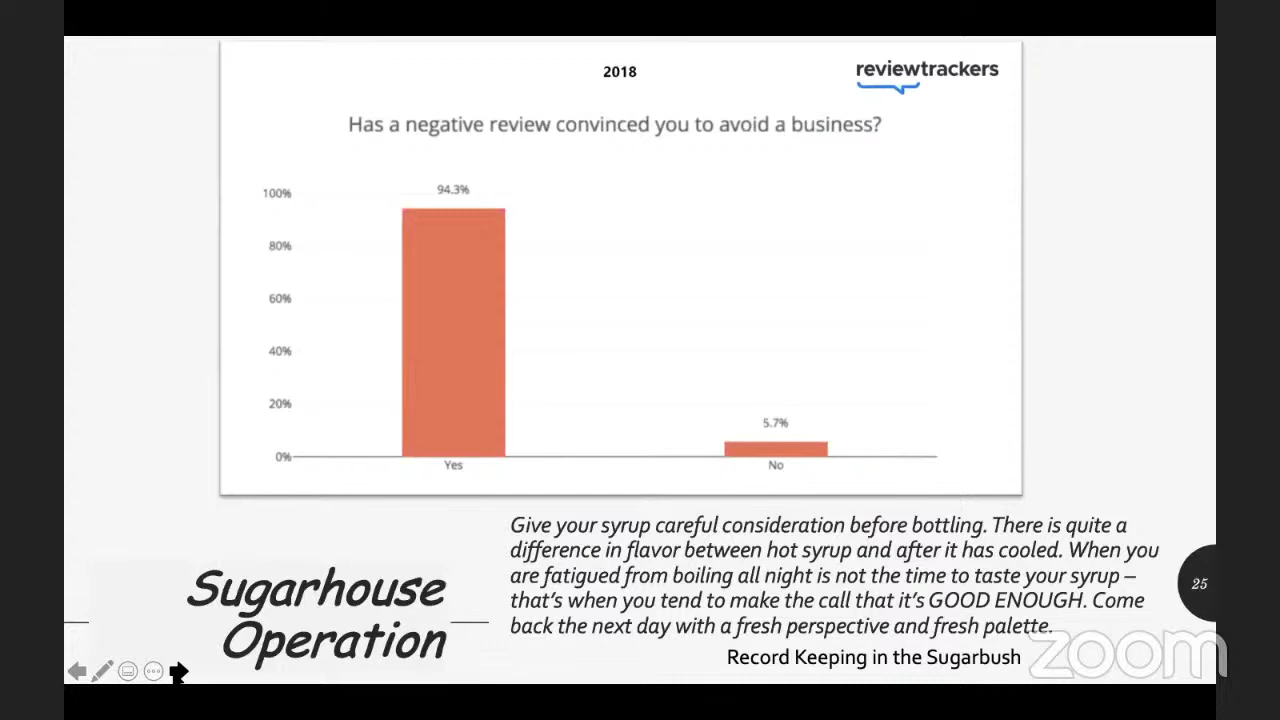 2018
reviewtrackers
Has a negative review convinced you to avoid a business?
100%
94.3%
80%
60%
40%
20%
5.7%
0%
Yes
No
Give your syrup careful consideration before bottling. There is quite a
difference in flavor between hot syrup and after it has cooled. When you
are fatigued from boiling all night is not the time to taste your syrup –
that's when you tend to make the call that it's GOOD ENOUGH. Come
back the next day with a fresh perspective and fresh palette.
Sugarhouse
Operation
25
Record Keeping in the Sugarbush
zoom